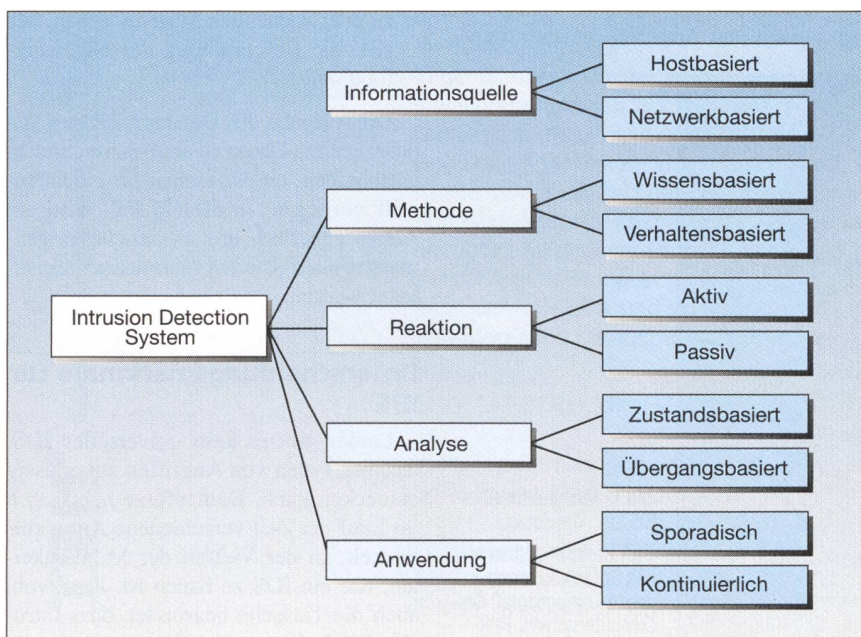 Informationsquelle
Hostbasiert
Netzwerkbasiert
Methode
Wissensbasiert
Verhaltensbasiert
Intrusion Detection
System
Reaktion
Aktiv
Passiv
Analyse
Zustandsbasiert
Übergangsbasiert
Anwendung
Sporadisch
Kontinuierlich